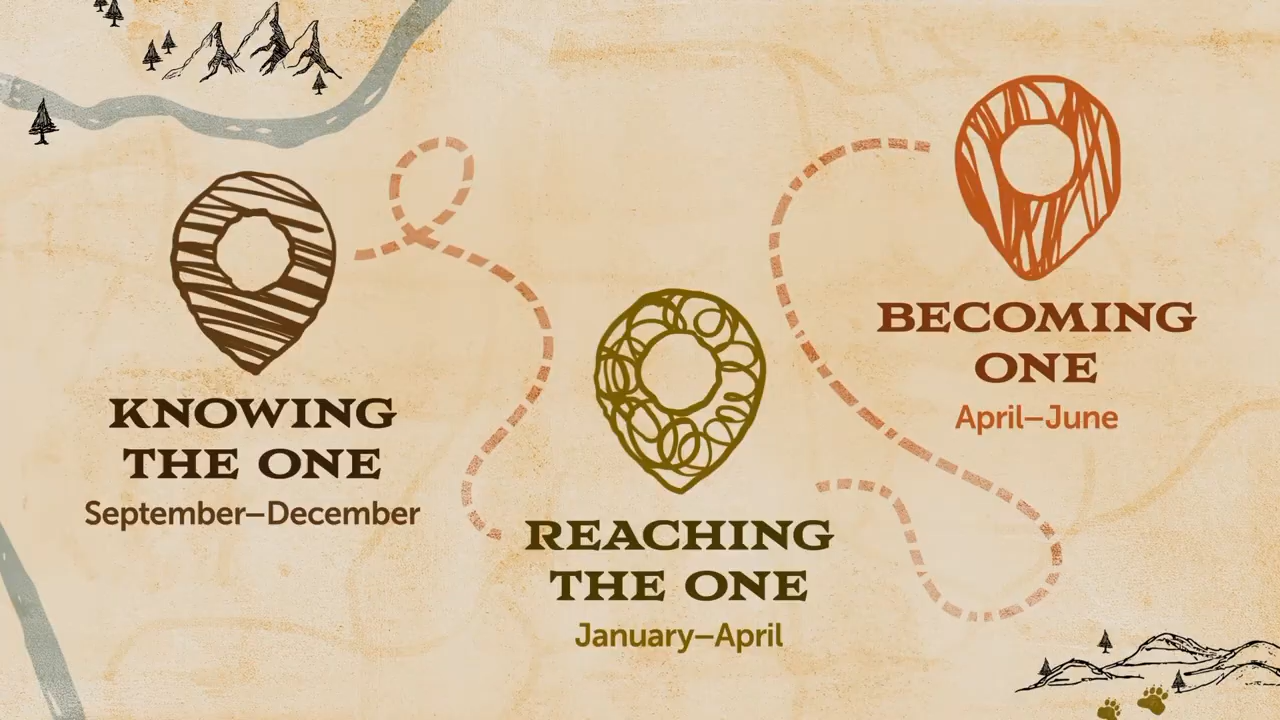 KNOWING
THE ONE
September–December
REACHING
THE ONE
January–April
BECOMING
ONE
April–June